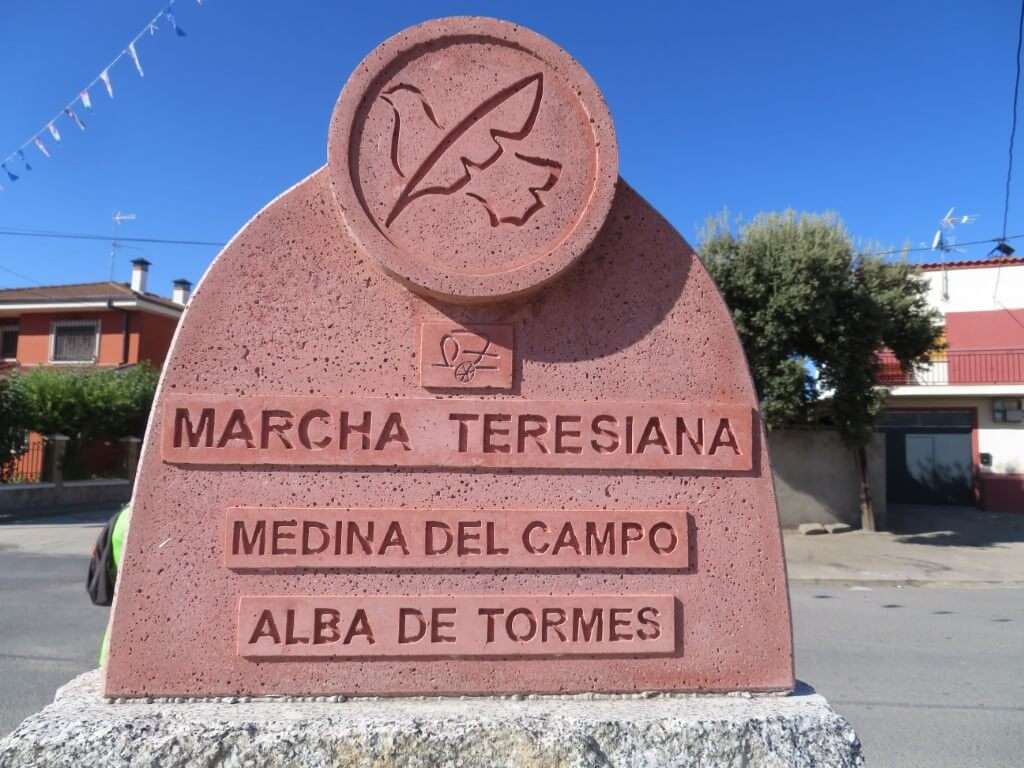 MARCHA TERESIANA
MEDINA DEL CAMPO
ALBA DE TORMES